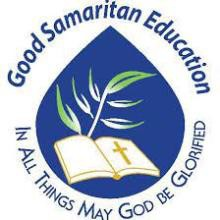 Good Samaritan Education
IN ALL THINGS MAY GOD BE GLORIFIED